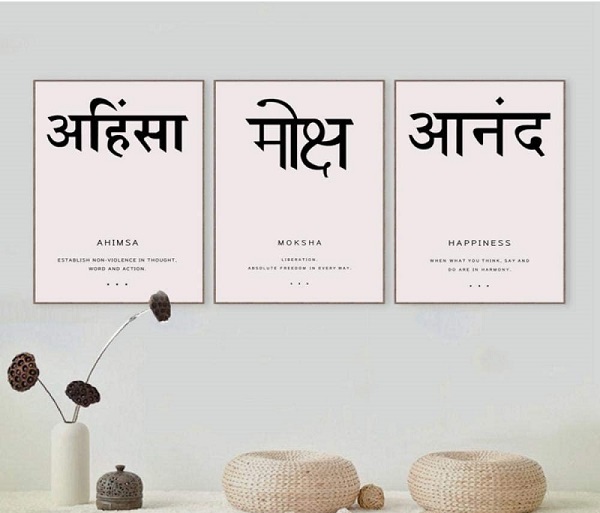 अहिंसा
AHIMSA
ESTABLISH NON-VIOLENCE IN THOUGHT,
WORD AND ACTION.
मोक्ष
MOKSHA
LIBERATION.
ABSOLUTE FREEDOM IN EVERY WAY.
आनंद
HAPPINESS
WHEN WHAT YOU THINK, SAY AND
DO ARE IN HARMONY.